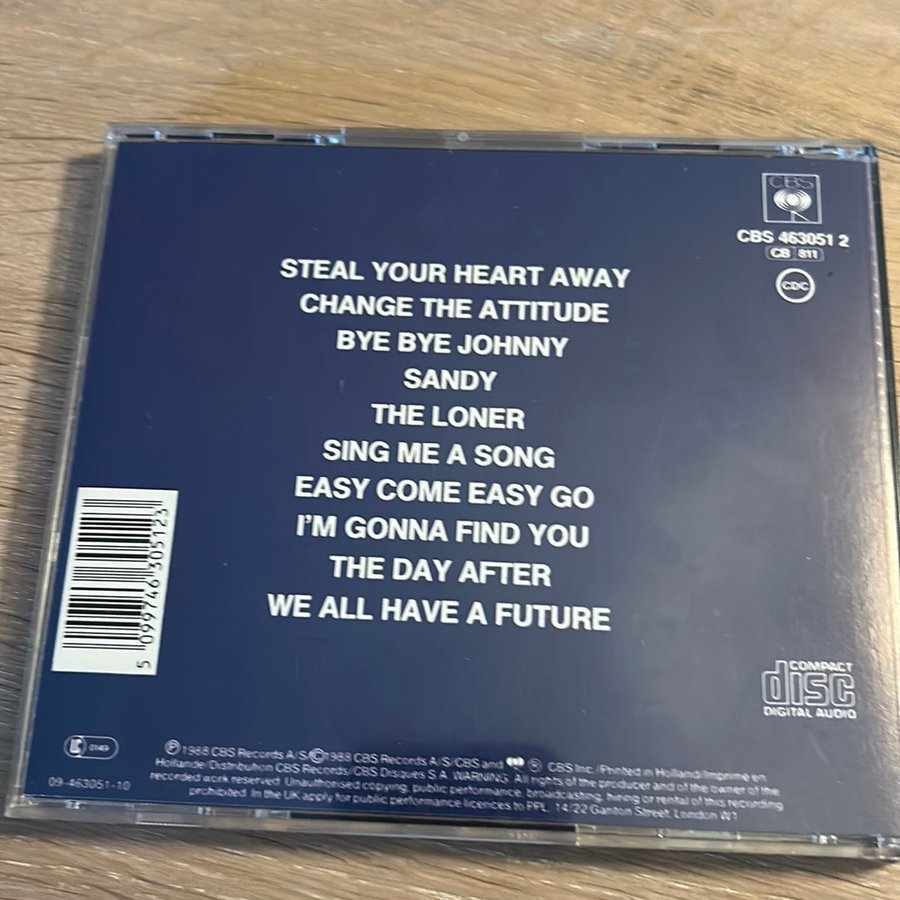 CBS
CBS 463051 2
CB 811
CDC
STEAL YOUR HEART AWAY
CHANGE THE ATTITUDE
BYE BYE JOHNNY
SANDY
THE LONER
SING ME A SONG
EASY COME EASY GO
I'M GONNA FIND YOU
THE DAY AFTER
WE ALL HAVE A FUTURE
5 099746 305123
COMPACT
disc
DIGITAL AUDIO
℗ 1988 CBS Records A/S/© 1988 CBS Records A/S/CBS and ® CBS Inc./Printed in Holland/Imprimé en
Hollande/Distribution CBS Records/CBS Disques S.A. WARNING: All rights of the producer and of the owner of the
recorded work reserved. Unauthorised copying, public performance, broadcasting, hiring or rental of this recording
prohibited. In the UK apply for public performance licences to PPL, 14/22 Ganton Street, London W1
09-463051-10